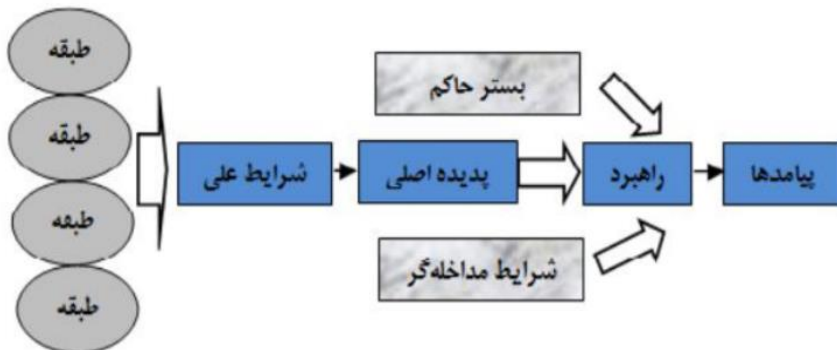 طبقه
طبقه
طبقه
طبقه
بستر حاکم
شرایط علی
پدیده اصلی
راهبرد
پیامدها
شرایط مداخله‌گر